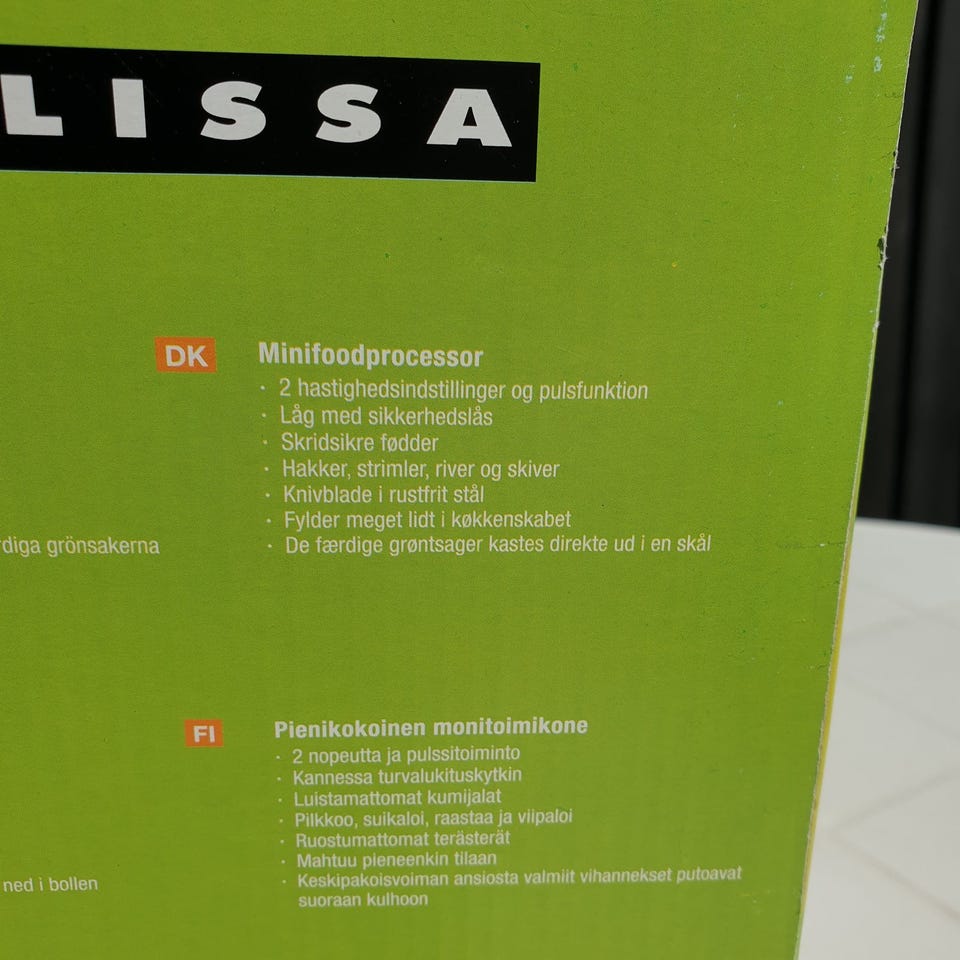 LISSA
DK
Minifoodprocessor
· 2 hastighedsindstillinger og pulsfunktion
· Låg med sikkerhedslås
· Skridsikre fødder
· Hakker, strimler, river og skiver
· Knivblade i rustfrit stål
· Fylder meget lidt i køkkenskabet
· De færdige grøntsager kastes direkte ud i en skål
rdiga grönsakerna
FI
Pienikokoinen monitoimikone
· 2 nopeutta ja pulssitoiminto
· Kannessa turvalukituskytkin
· Luistamattomat kumijalat
· Pilkkoo, suikaloi, raastaa ja viipaloi
· Ruostumattomat terästerät
· Mahtuu pieneenkin tilaan
· Keskipakoisvoiman ansiosta valmiit vihannekset putoavat
suoraan kulhoon
ned i bollen